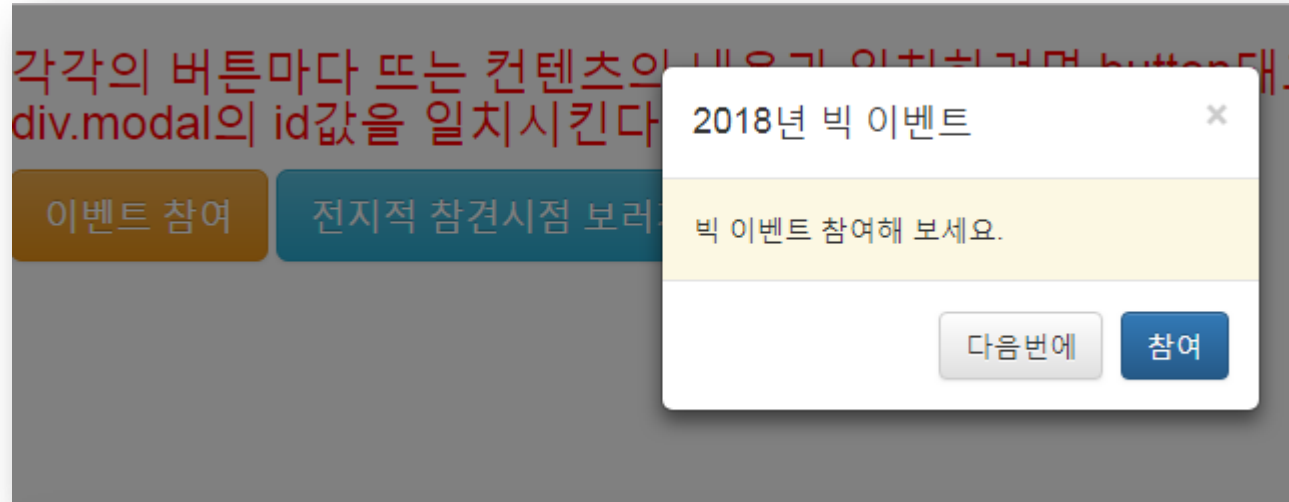 각각의 버튼마다 뜨는 컨텐츠의
div.modal의 id값을 일치시킨다
이벤트 참여
전지적 참견시점
2018년 빅 이벤트
×
빅 이벤트 참여해 보세요.
다음번에
참여